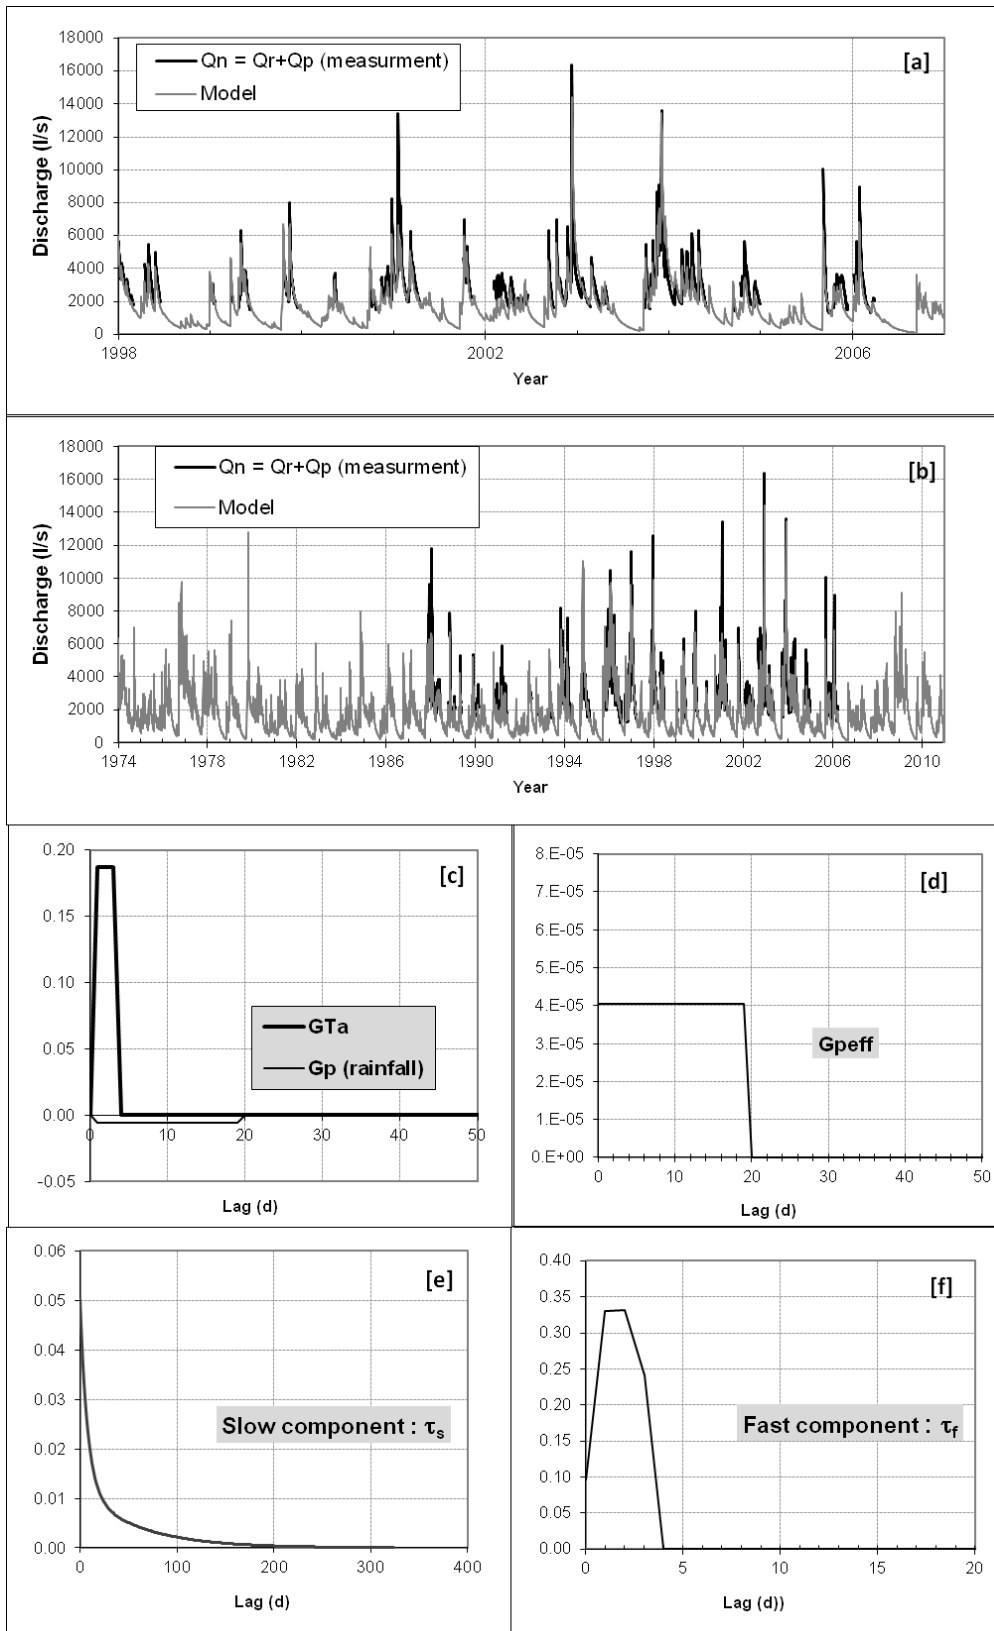 18000
16000
14000
12000
10000
8000
6000
4000
2000
0
Discharge (l/s)
Qn = Qr+Qp (measurment)
Model
[a]
1998
2002
2006
Year
18000
16000
14000
12000
10000
8000
6000
4000
2000
0
Discharge (l/s)
Qn = Qr+Qp (measurment)
Model
[b]
1974
1978
1982
1986
1990
1994
1998
2002
2006
2010
Year
0.20
0.15
0.10
0.05
0.00
-0.05
[c]
GTa
Gp (rainfall)
0
10
20
30
40
50
Lag (d)
8.E-05
7.E-05
6.E-05
5.E-05
4.E-05
3.E-05
2.E-05
1.E-05
0.E+00
[d]
Gpeff
0
10
20
30
40
50
Lag (d)
0.06
0.05
0.04
0.03
0.02
0.01
0.00
[e]
Slow component : τs
0
100
200
300
400
Lag (d)
0.40
0.35
0.30
0.25
0.20
0.15
0.10
0.05
0.00
[f]
Fast component : τf
0
5
10
15
20
Lag (d))